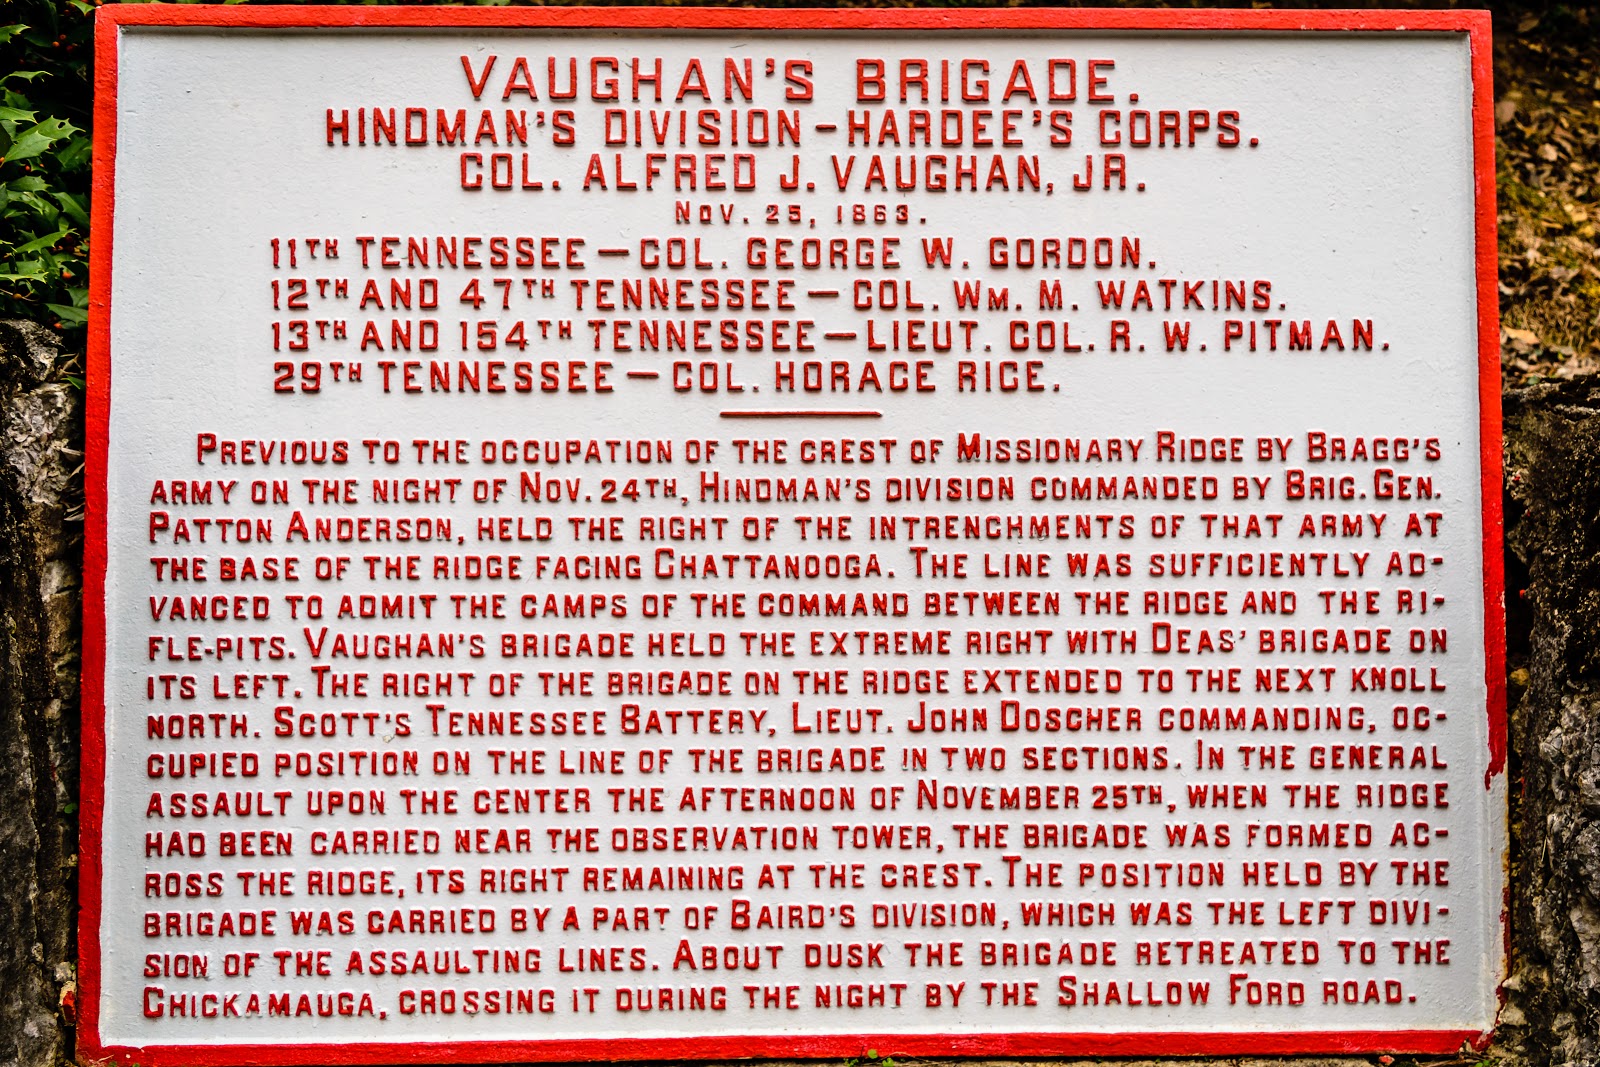 VAUGHAN'S BRIGADE.
HINDMAN'S DIVISION – HARDEE'S CORPS.
COL. ALFRED J. VAUGHAN, JR.
NOV. 25, 1863.
11TH TENNESSEE — COL. GEORGE W. GORDON.
12TH AND 47TH TENNESSEE — COL. WM. M. WATKINS.
13TH AND 154TH TENNESSEE — LIEUT. COL. R. W. PITMAN.
29TH TENNESSEE — COL. HORACE RICE.
PREVIOUS TO THE OCCUPATION OF THE CREST OF MISSIONARY RIDGE BY BRAGG'S
ARMY ON THE NIGHT OF NOV. 24TH, HINDMAN'S DIVISION COMMANDED BY BRIG. GEN.
PATTON ANDERSON, HELD THE RIGHT OF THE INTRENCHMENTS OF THAT ARMY AT
THE BASE OF THE RIDGE FACING CHATTANOOGA. THE LINE WAS SUFFICIENTLY AD-
VANCED TO ADMIT THE CAMPS OF THE COMMAND BETWEEN THE RIDGE AND THE RI-
FLE-PITS. VAUGHAN'S BRIGADE HELD THE EXTREME RIGHT WITH DEAS' BRIGADE ON
ITS LEFT. THE RIGHT OF THE BRIGADE ON THE RIDGE EXTENDED TO THE NEXT KNOLL
NORTH. SCOTT'S TENNESSEE BATTERY, LIEUT. JOHN DOSCHER COMMANDING, OC-
CUPIED POSITION ON THE LINE OF THE BRIGADE IN TWO SECTIONS. IN THE GENERAL
ASSAULT UPON THE CENTER THE AFTERNOON OF NOVEMBER 25TH, WHEN THE RIDGE
HAD BEEN CARRIED NEAR THE OBSERVATION TOWER, THE BRIGADE WAS FORMED AC-
ROSS THE RIDGE, ITS RIGHT REMAINING AT THE CREST. THE POSITION HELD BY THE
BRIGADE WAS CARRIED BY A PART OF BAIRD'S DIVISION, WHICH WAS THE LEFT DIVI-
SION OF THE ASSAULTING LINES. ABOUT DUSK THE BRIGADE RETREATED TO THE
CHICKAMAUGA, CROSSING IT DURING THE NIGHT BY THE SHALLOW FORD ROAD.